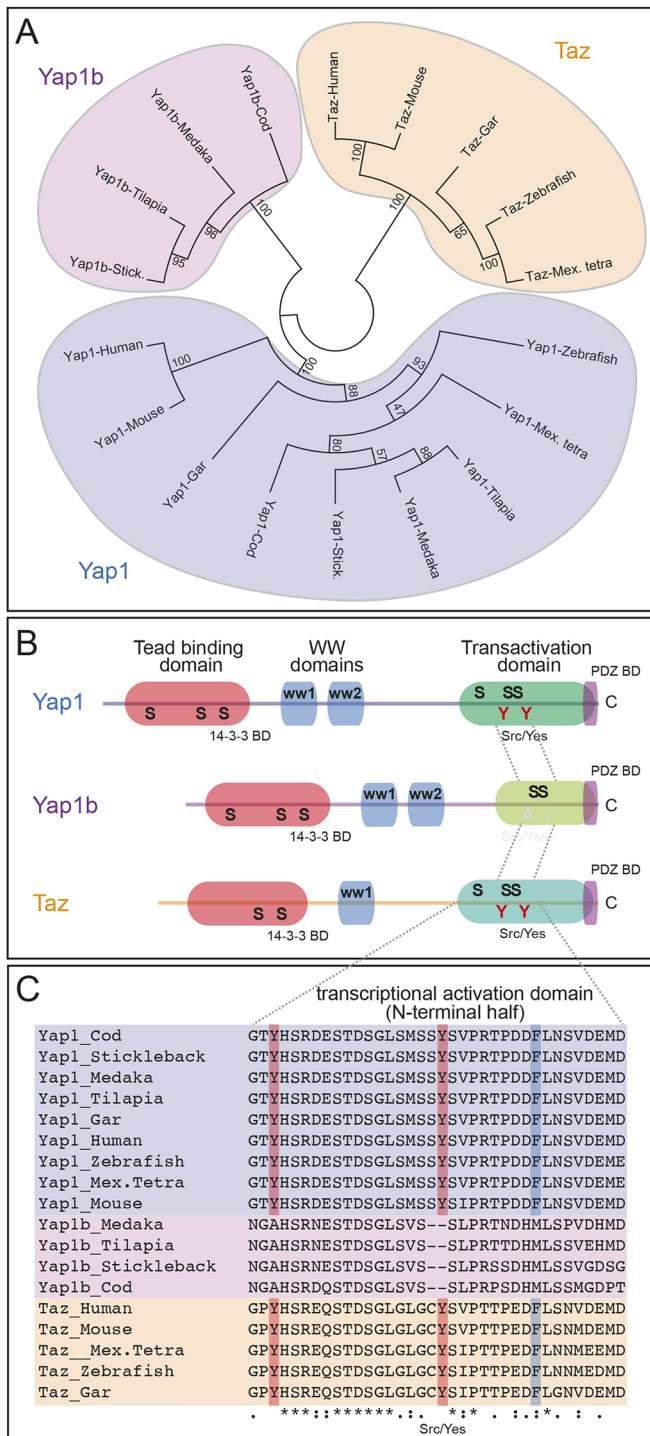 A
Yap1b
Taz
Yap1b-Cod
Yap1b-Medaka
Yap1b-Tilapia
Yap1b-Stick.
Taz-Human
Taz-Mouse
Taz-Gar
Taz-Zebrafish
Taz-Mex. tetra
100
100
65
100
100
96
95
Yap1-Human
Yap1-Mouse
Yap1-Gar
Yap1-Cod
Yap1-Stick.
Yap1-Medaka
Yap1-Tilapia
Yap1-Mex. tetra
Yap1-Zebrafish
100
100
88
93
47
80
57
88
Yap1
B
Tead binding domain
WW domains
Transactivation domain
PDZ BD
Yap1
S S S
ww1 ww2
S SS
Y Y
C
14-3-3 BD
Src/Yes
PDZ BD
Yap1b
S S S
ww1 ww2
SS
A -
C
14-3-3 BD
Src/Yes
PDZ BD
Taz
S S
ww1
S SS
Y Y
C
14-3-3 BD
Src/Yes
C
transcriptional activation domain
(N-terminal half)
Yap1_Cod GTYHSRDESTDSGLSMSSYSVPRTPDDFLNSVDEMD
Yap1_Stickleback GTYHSRDESTDSGLSMSSYSVPRTPDDFLNSVDEMD
Yap1_Medaka GTYHSRDESTDSGLSMSSYSVPRTPDDFLNSVDEMD
Yap1_Tilapia GTYHSRDESTDSGLSMSSYSVPRTPDDFLNSVDEMD
Yap1_Gar GTYHSRDESTDSGLSMSSYSVPRTPDDFLNSVDEMD
Yap1_Human GTYHSRDESTDSGLSMSSYSVPRTPDDFLNSVDEMD
Yap1_Zebrafish GTYHSRDESTDSGLSMSSYSVPRTPDDFLNSVDEME
Yap1_Mex.Tetra GTYHSRDESTDSGLSMSSYSVPRTPDDFLNSVDEME
Yap1_Mouse GTYHSRDESTDSGLSMSSYSIPRTPDDFLNSVDEMD
Yap1b_Medaka NGAHSRNESTDSGLSVS--SLPRTNDHMLSPVDHMD
Yap1b_Tilapia NGAHSRNESTDSGLSVS--SLPRTTDHMLSSVEHMD
Yap1b_Stickleback NGAHSRNESTDSGLSVS--SLPRSSDHMLSSVGDSG
Yap1b_Cod NGAHSRDQSTDSGLSVS--SLPRPSDHMLSSMGDPT
Taz_Human GPYHSREQSTDSGLGLGCYSVPTTPEDFLSNVDEMD
Taz_Mouse GPYHSREQSTDSGLGLGCYSVPTTPEDFLSNMDEMD
Taz__Mex.Tetra GPYHSREQSTDSGLGLGCYSIPTTPEDFLNNMEEMD
Taz_Zebrafish GPYHSREQSTDSGLGLGCYSIPTTPEDFLNNMEDMD
Taz_Gar GPYHSREQSTDSGLGLGCYSIPTTPEDFLGNVDEMD
Src/Yes